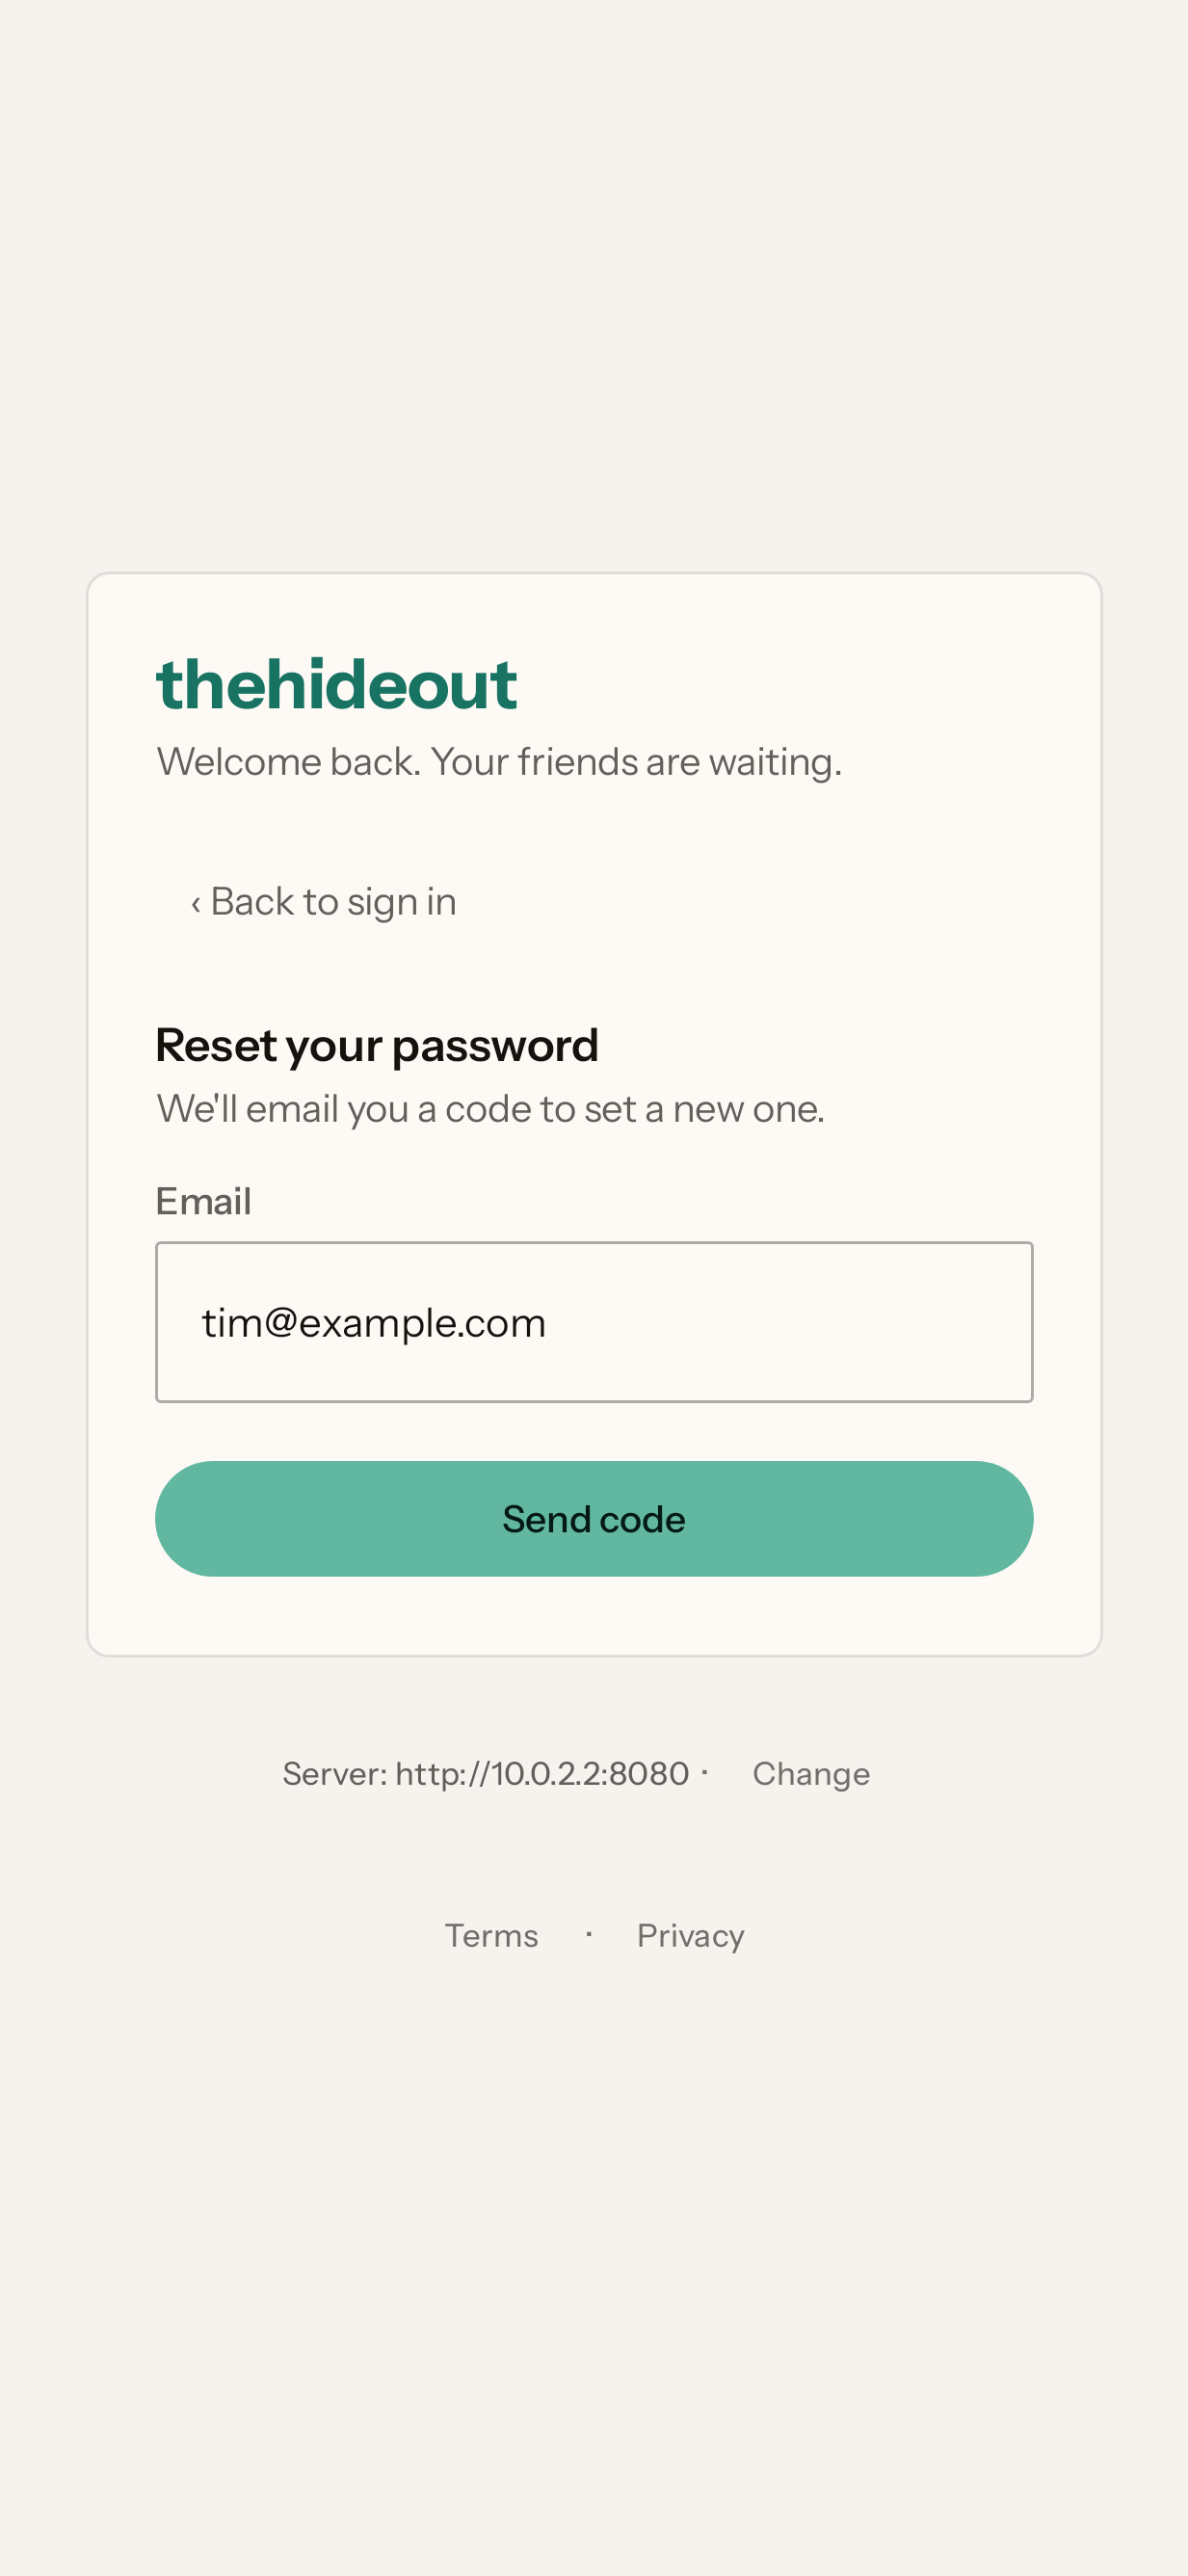 thehideout
Welcome back. Your friends are waiting.
‹ Back to sign in
Reset your password
We'll email you a code to set a new one.
Email
tim@example.com
Send code
Server: http://10.0.2.2:8080 · Change
Terms · Privacy